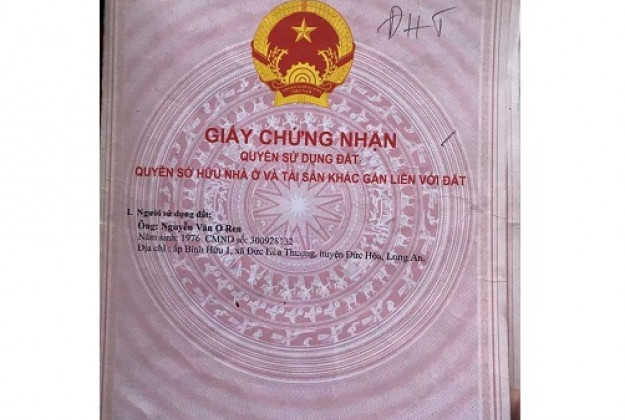 ĐHT
GIẤY CHỨNG NHẬN
QUYỀN SỬ DỤNG ĐẤT
QUYỀN SỞ HỮU NHÀ Ở VÀ TÀI SẢN KHÁC GẮN LIỀN VỚI ĐẤT
I. Người sử dụng đất:
Ông: Nguyễn Văn O Ren
Năm sinh: 1976 CMND số:
Địa chỉ : ấp Bình Hữu 1, xã Đức Hòa Thượng, huyện Đức Hòa, Long An.